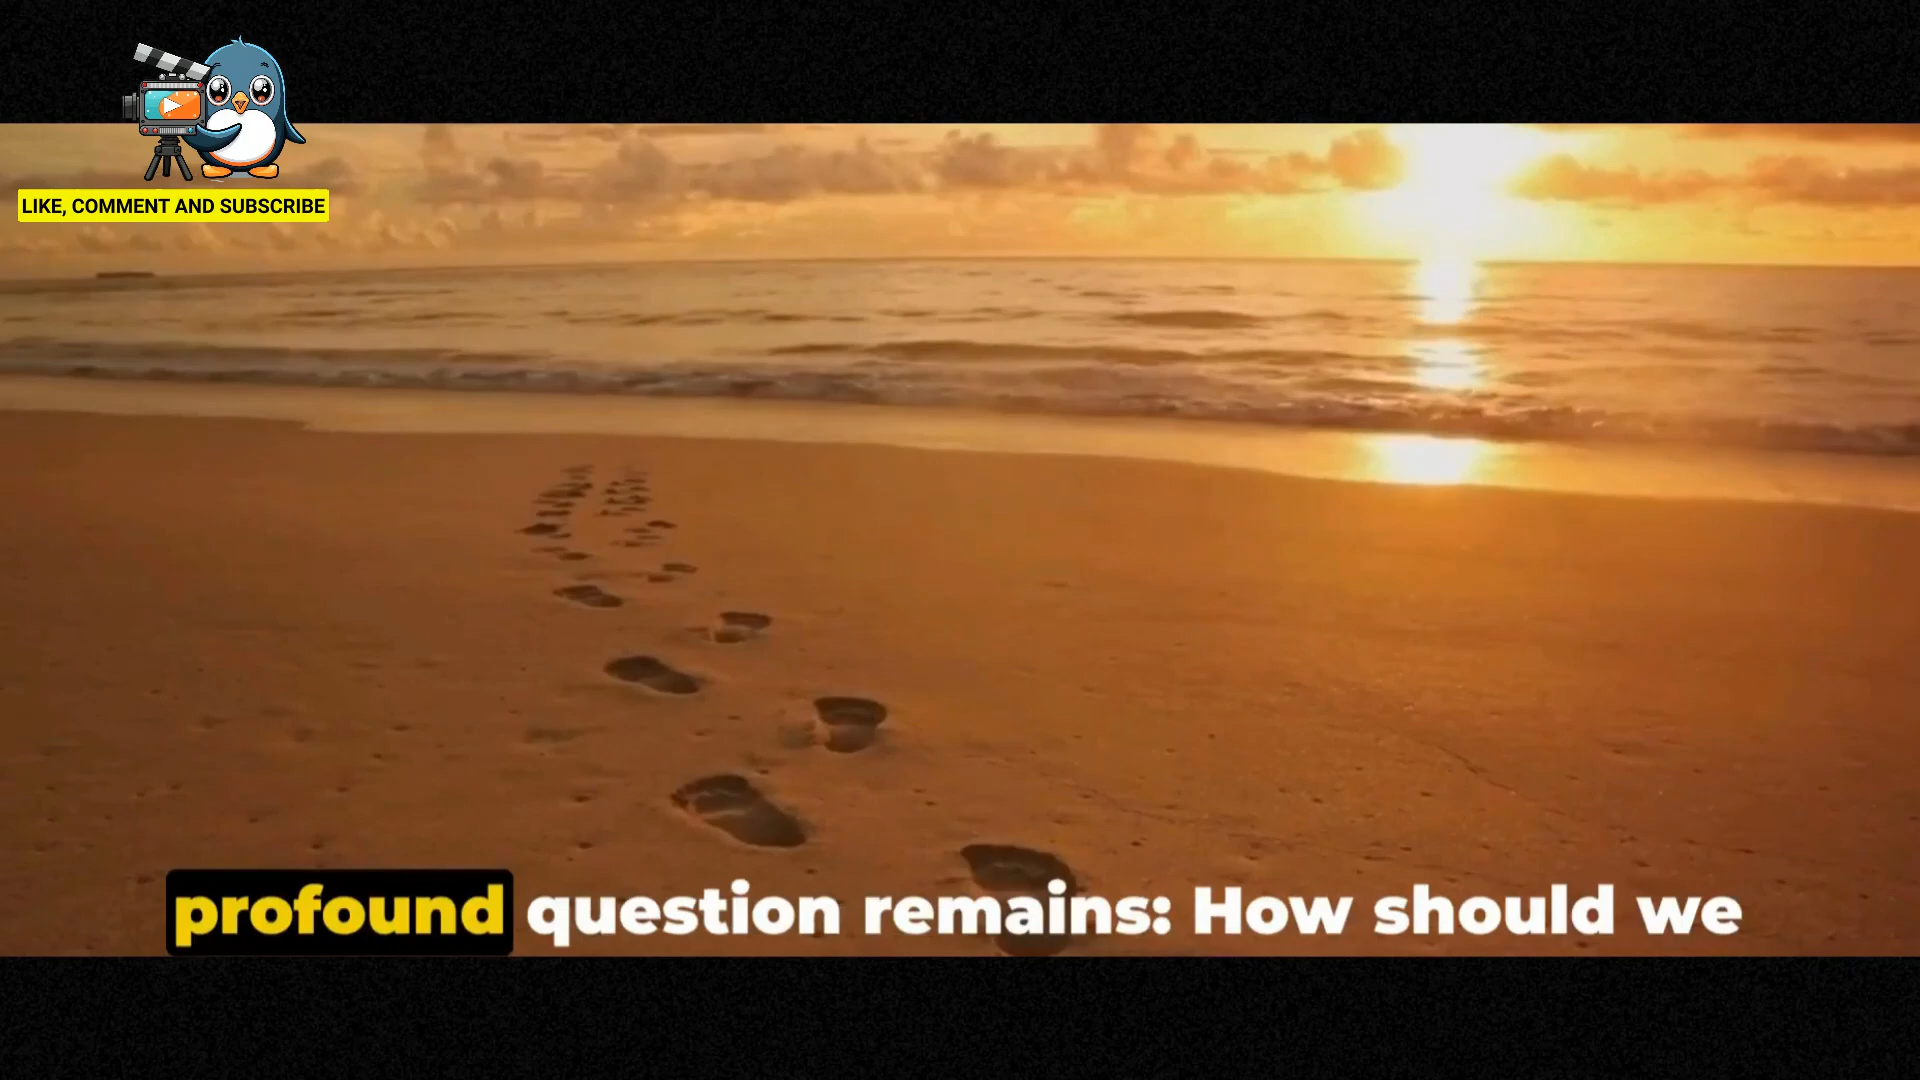 LIKE, COMMENT AND SUBSCRIBE
profound question remains: How should we